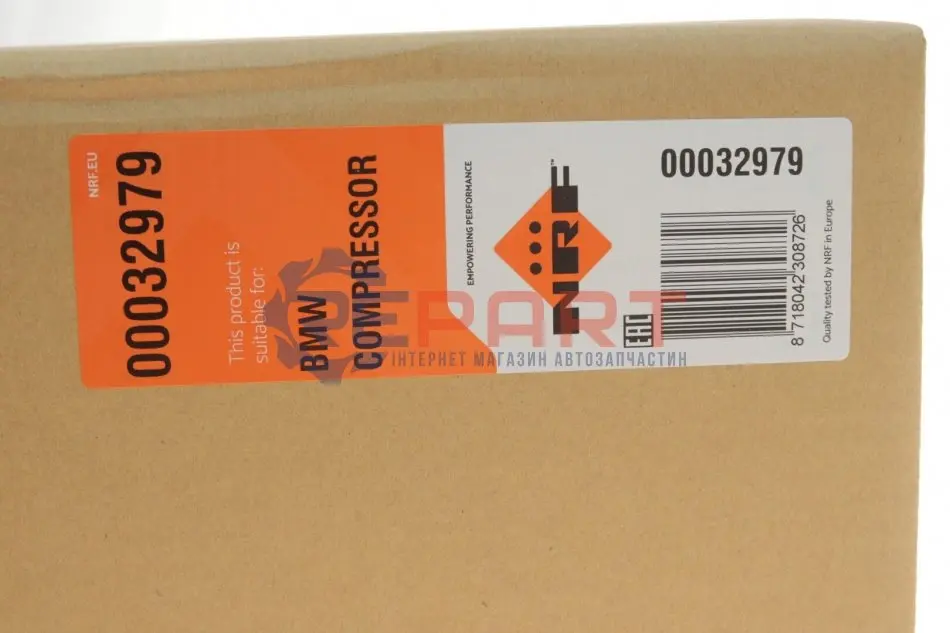 NRF.EU
00032979
This product is
suitable for:
BMW
COMPRESSOR
EMPOWERING PERFORMANCE
NRF™
00032979
8 718042 308726
Quality tested by NRF in Europe
EAC
REPART
ІНТЕРНЕТ МАГАЗИН АВТОЗАПЧАСТИН